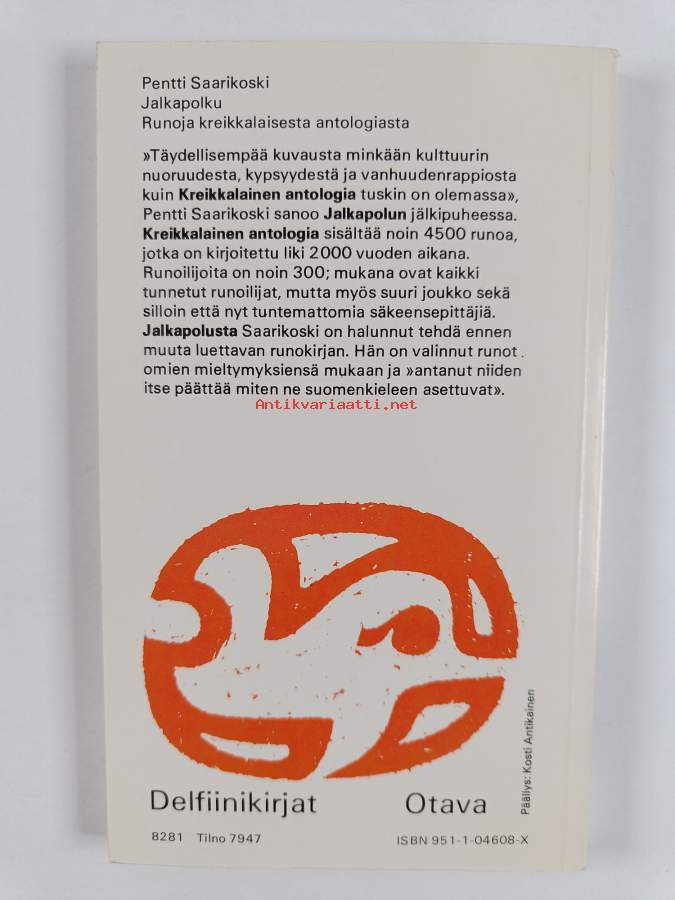 Pentti Saarikoski
Jalkapolku
Runoja kreikkalaisesta antologiasta
»Täydellisempää kuvausta minkään kulttuurin
nuoruudesta, kypsyydestä ja vanhuudenrappiosta
kuin Kreikkalainen antologia tuskin on olemassa»,
Pentti Saarikoski sanoo Jalkapolun jälkipuheessa.
Kreikkalainen antologia sisältää noin 4500 runoa,
jotka on kirjoitettu liki 2000 vuoden aikana.
Runoilijoita on noin 300; mukana ovat kaikki
tunnetut runoilijat, mutta myös suuri joukko sekä
silloin että nyt tuntemattomia säkeensepittäjiä.
Jalkapolusta Saarikoski on halunnut tehdä ennen
muuta luettavan runokirjan. Hän on valinnut runot
omien mieltymyksiensä mukaan ja »antanut niiden
itse päättää miten ne suomenkieleen asettuvat».
Antikvariaatti.net
Päällys: Kosti Antikainen
Delfiinikirjat Otava
8281 Tilno 7947 ISBN 951-1-04608-X